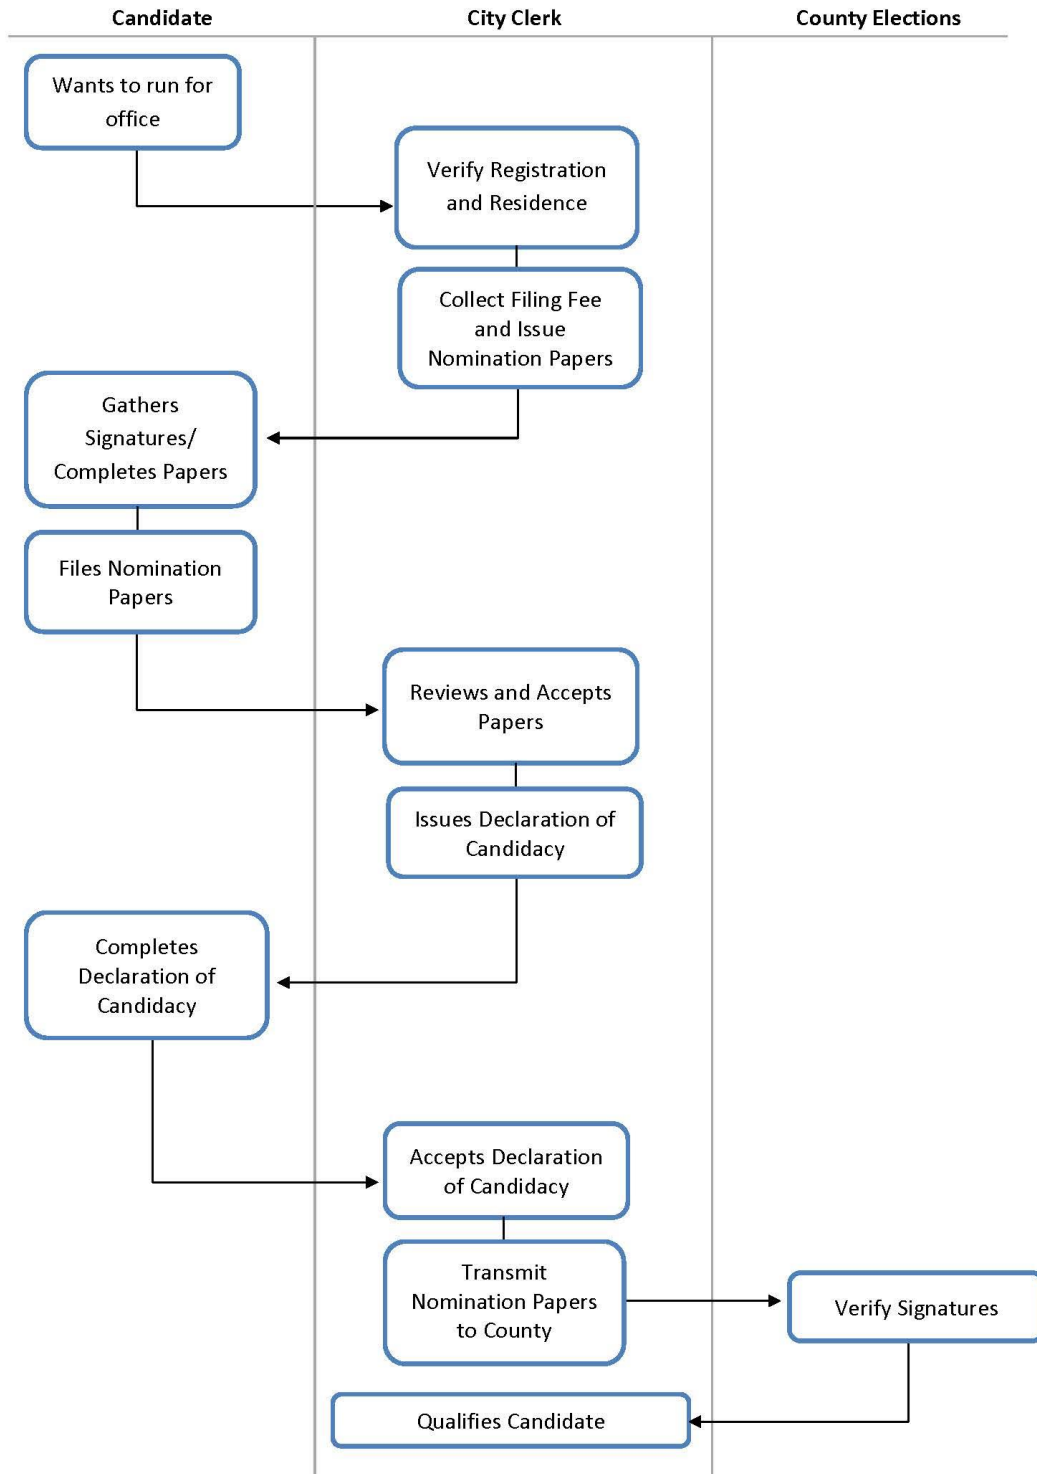 Candidate
City Clerk
County Elections
Wants to run for
office
Verify Registration
and Residence
Collect Filing Fee
and Issue
Nomination Papers
Gathers
Signatures/
Completes Papers
Files Nomination
Papers
Reviews and Accepts
Papers
Issues Declaration of
Candidacy
Completes
Declaration of
Candidacy
Accepts Declaration
of Candidacy
Transmit
Nomination Papers
to County
Verify Signatures
Qualifies Candidate